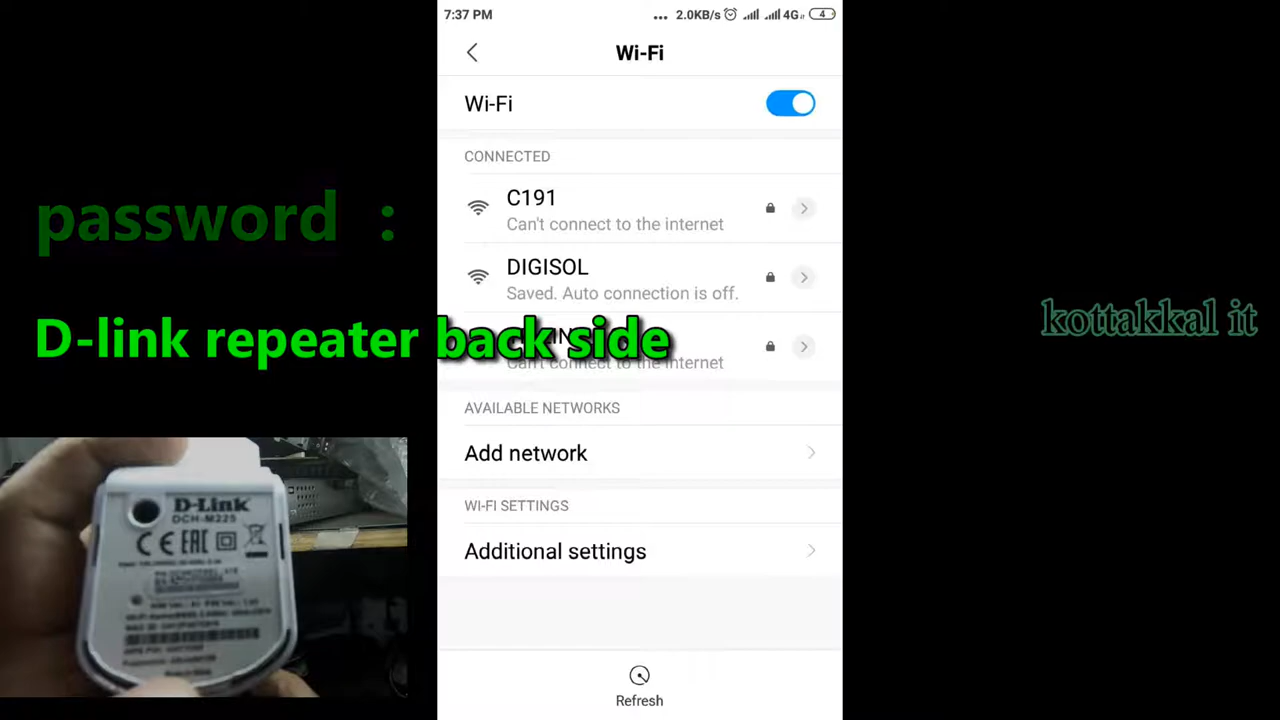 7:37 PM
... 2.0KB/s 4G 4
Wi-Fi
Wi-Fi
CONNECTED
C191
Can't connect to the internet
password :
DIGISOL
Saved. Auto connection is off.
D-link repeater back side
Can't connect to the internet
kottakkal it
AVAILABLE NETWORKS
Add network
WI-FI SETTINGS
Additional settings
Refresh
D-Link
DCH-M225
CE EAC